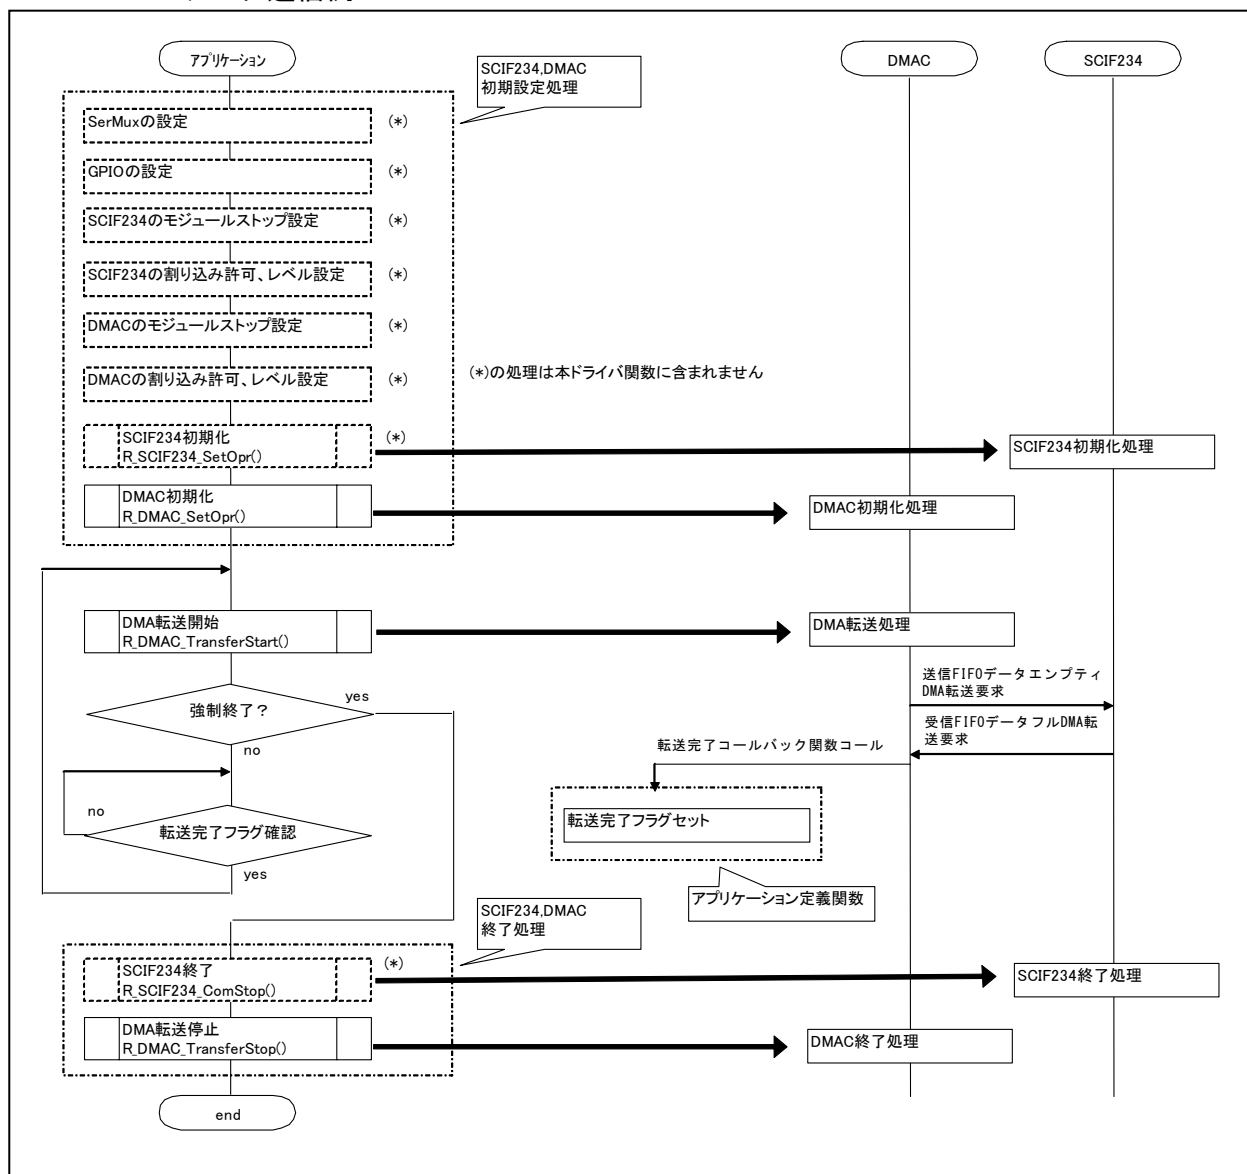 アプリケーション
DMAC
SCIF234
SCIF234,DMAC
初期設定処理
SerMuxの設定
(*)
GPIOの設定
(*)
SCIF234のモジュールストップ設定
(*)
SCIF234の割り込み許可、レベル設定
(*)
DMACのモジュールストップ設定
(*)
DMACの割り込み許可、レベル設定
(*)
(*)の処理は本ドライバ関数に含まれません
SCIF234初期化
R_SCIF234_SetOpr()
(*)
SCIF234初期化処理
DMAC初期化
R_DMAC_SetOpr()
DMAC初期化処理
DMA転送開始
R_DMAC_TransferStart()
DMA転送処理
送信FIFOデータエンプティ
DMA転送要求
強制終了？
yes
no
受信FIFOデータフルDMA転
送要求
転送完了コールバック関数コール
転送完了フラグセット
no
転送完了フラグ確認
yes
アプリケーション定義関数
SCIF234,DMAC
終了処理
SCIF234終了
R_SCIF234_ComStop()
(*)
SCIF234終了処理
DMA転送停止
R_DMAC_TransferStop()
DMAC終了処理
end